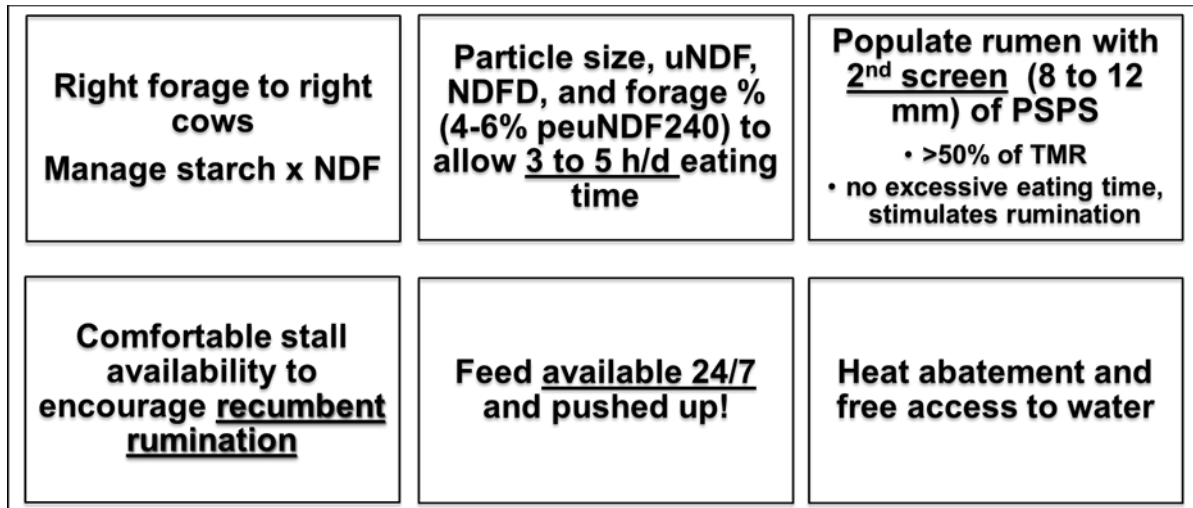 Right forage to right
cows
Manage starch x NDF
Particle size, uNDF,
NDFD, and forage %
(4-6% peuNDF240) to
allow 3 to 5 h/d eating
time
Populate rumen with
2nd screen (8 to 12
mm) of PSPS
• >50% of TMR
• no excessive eating time,
stimulates rumination
Comfortable stall
availability to
encourage recumbent
rumination
Feed available 24/7
and pushed up!
Heat abatement and
free access to water